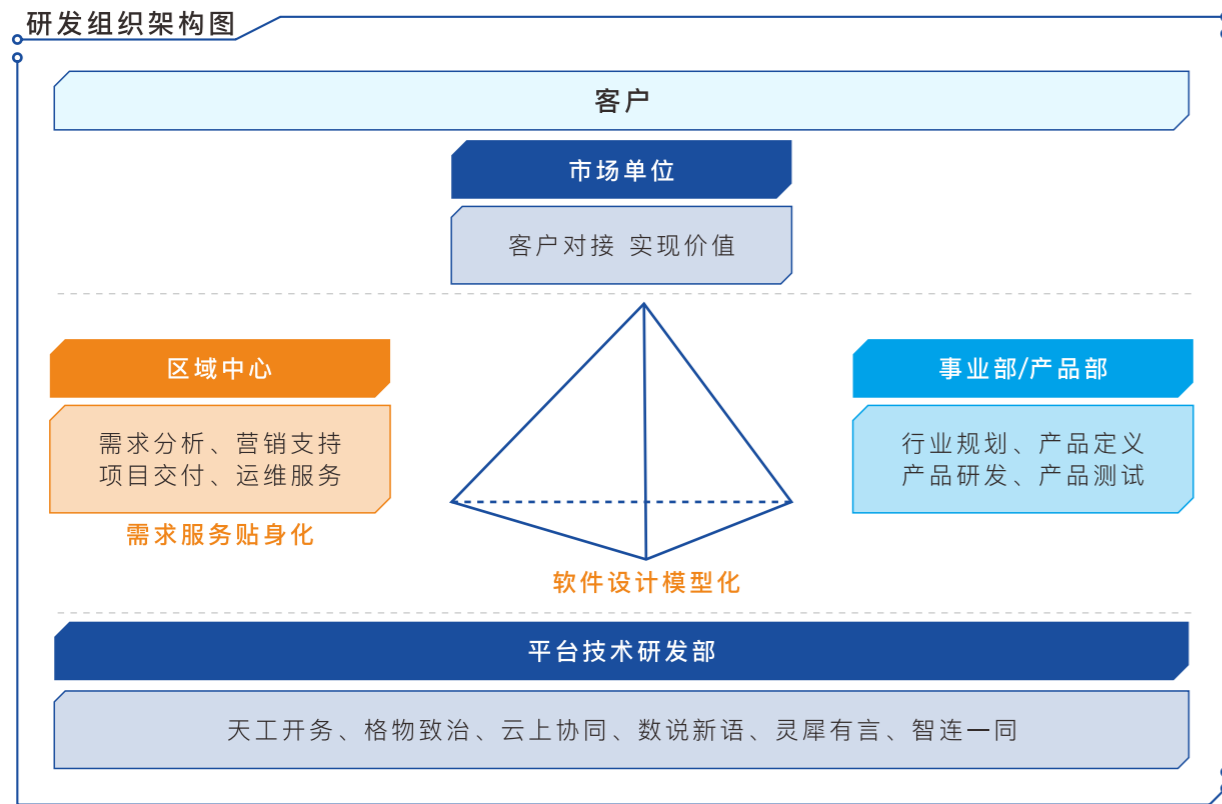 研发组织架构图
客户
市场单位
客户对接 实现价值
区域中心
需求分析、营销支持
项目交付、运维服务
需求服务贴身化
事业部/产品部
行业规划、产品定义
产品研发、产品测试
软件设计模型化
平台技术研发部
天工开务、格物致治、云上协同、数说新语、灵犀有言、智连一同